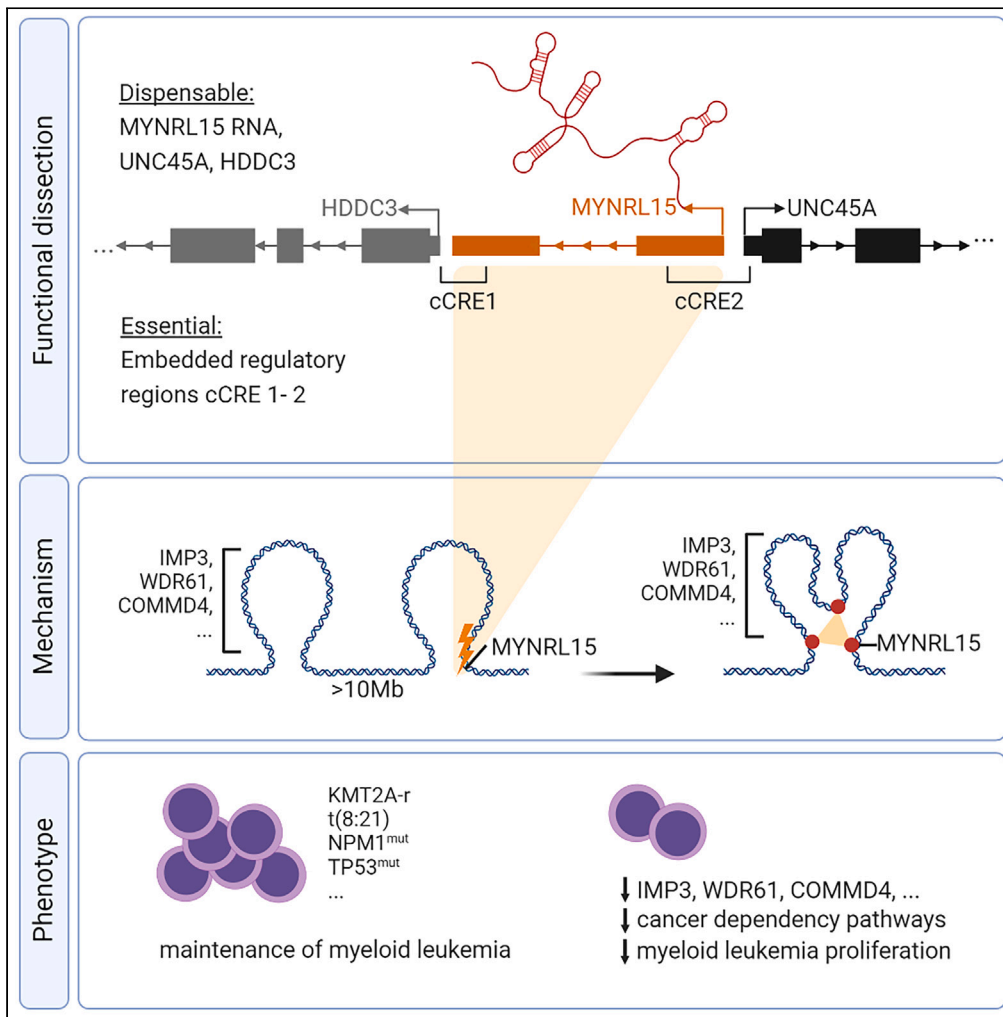 Functional dissection
Dispensable:
MYNRL15 RNA,
UNC45A, HDDC3
HDDC3
MYNRL15
UNC45A
...
...
cCRE1
cCRE2
Essential:
Embedded regulatory
regions cCRE 1- 2
Mechanism
IMP3,
WDR61,
COMMD4,
...
MYNRL15
>10Mb
IMP3,
WDR61,
COMMD4,
...
MYNRL15
Phenotype
KMT2A-r
t(8:21)
NPM1mut
TP53mut
...
maintenance of myeloid leukemia
↓ IMP3, WDR61, COMMD4, ...
↓ cancer dependency pathways
↓ myeloid leukemia proliferation